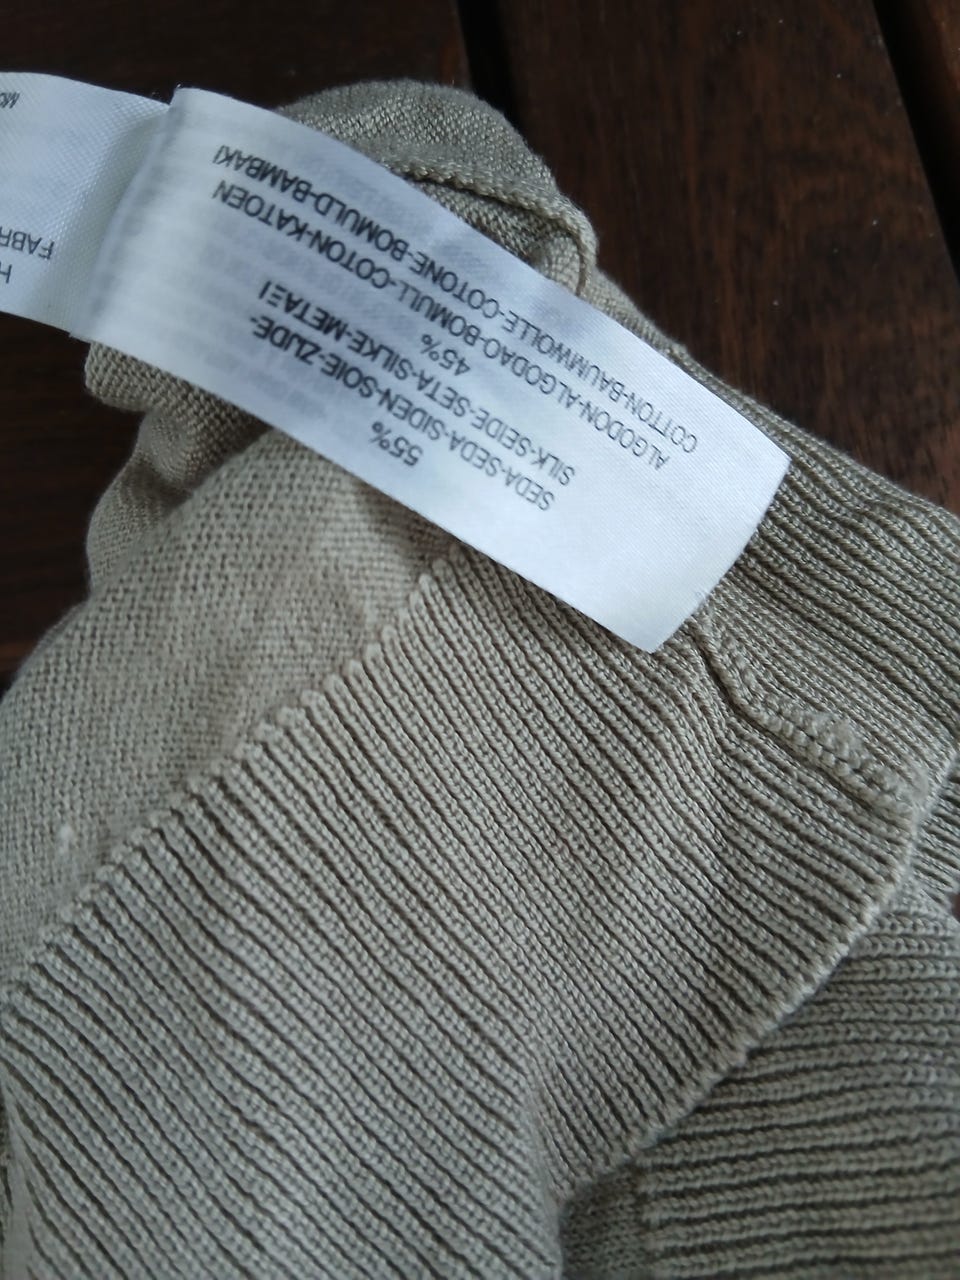 55%
SEDA-SEDA-SIDEN-SOIE-ZIJDE-
SILK-SEIDE-SETA-SILKE-METAΞI
45%
ALGODON-ALGODAO-BOMULL-COTON-KATOEN
COTTON-BAUMWOLLE-COTONE-BOMULD-BAMBAKI
FABR